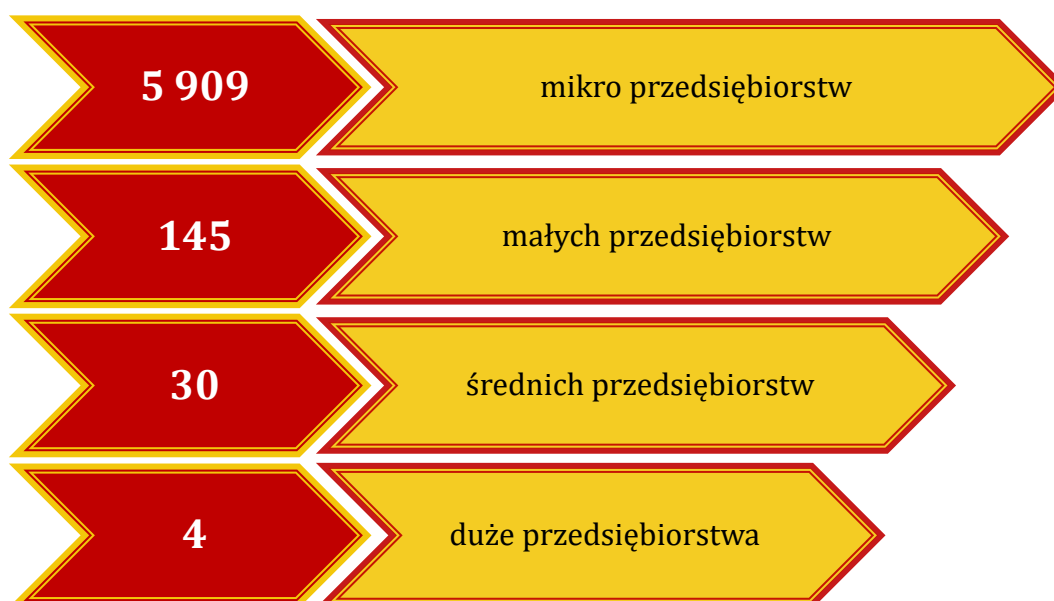 5 909
mikro przedsiębiorstw
145
małych przedsiębiorstw
30
średnich przedsiębiorstw
4
duże przedsiębiorstwa